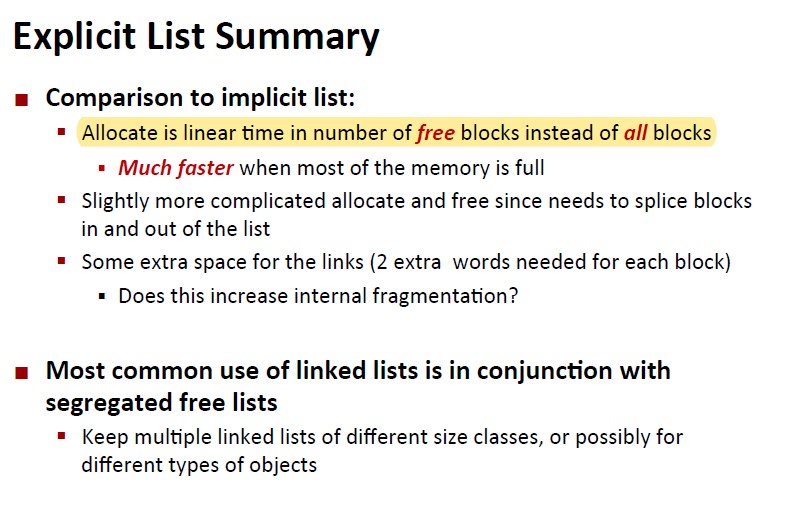 Explicit List Summary
Comparison to implicit list:
Allocate is linear time in number of free blocks instead of all blocks
Much faster when most of the memory is full
Slightly more complicated allocate and free since needs to splice blocks
in and out of the list
Some extra space for the links (2 extra  words needed for each block)
Does this increase internal fragmentation?
Most common use of linked lists is in conjunction with
segregated free lists
Keep multiple linked lists of different size classes, or possibly for
different types of objects